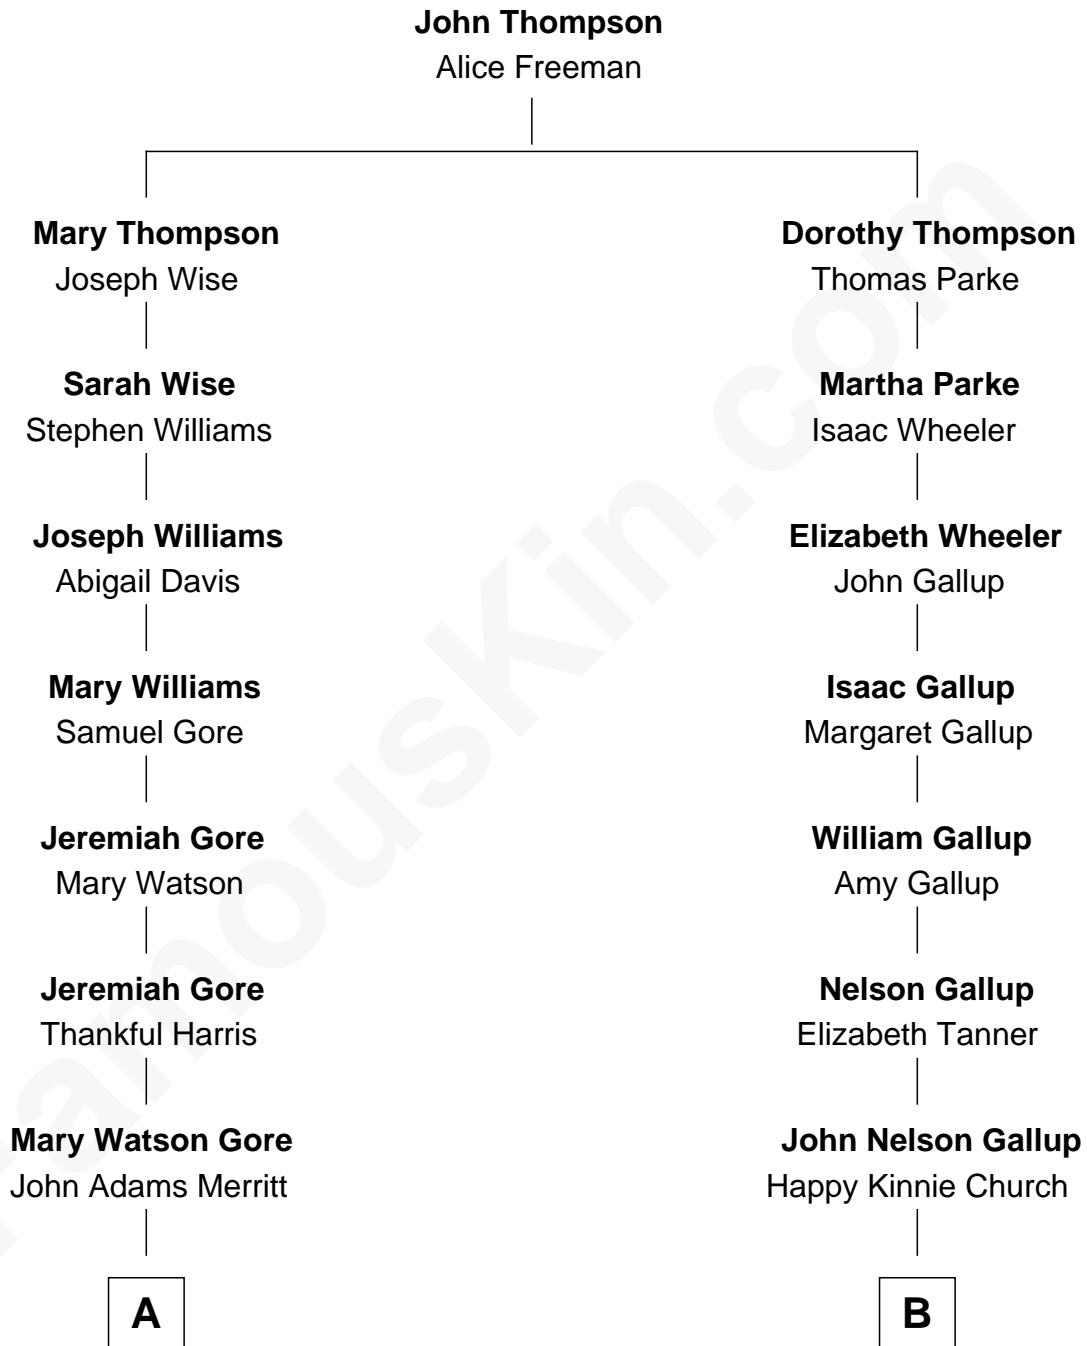 John Thompson
Alice Freeman
Mary Thompson
Joseph Wise
Dorothy Thompson
Thomas Parke
Sarah Wise
Stephen Williams
Martha Parke
Isaac Wheeler
Joseph Williams
Abigail Davis
Elizabeth Wheeler
John Gallup
Mary Williams
Samuel Gore
Isaac Gallup
Margaret Gallup
Jeremiah Gore
Mary Watson
William Gallup
Amy Gallup
Jeremiah Gore
Thankful Harris
Nelson Gallup
Elizabeth Tanner
Mary Watson Gore
John Adams Merritt
John Nelson Gallup
Happy Kinnie Church
A
B
FamousKin.com